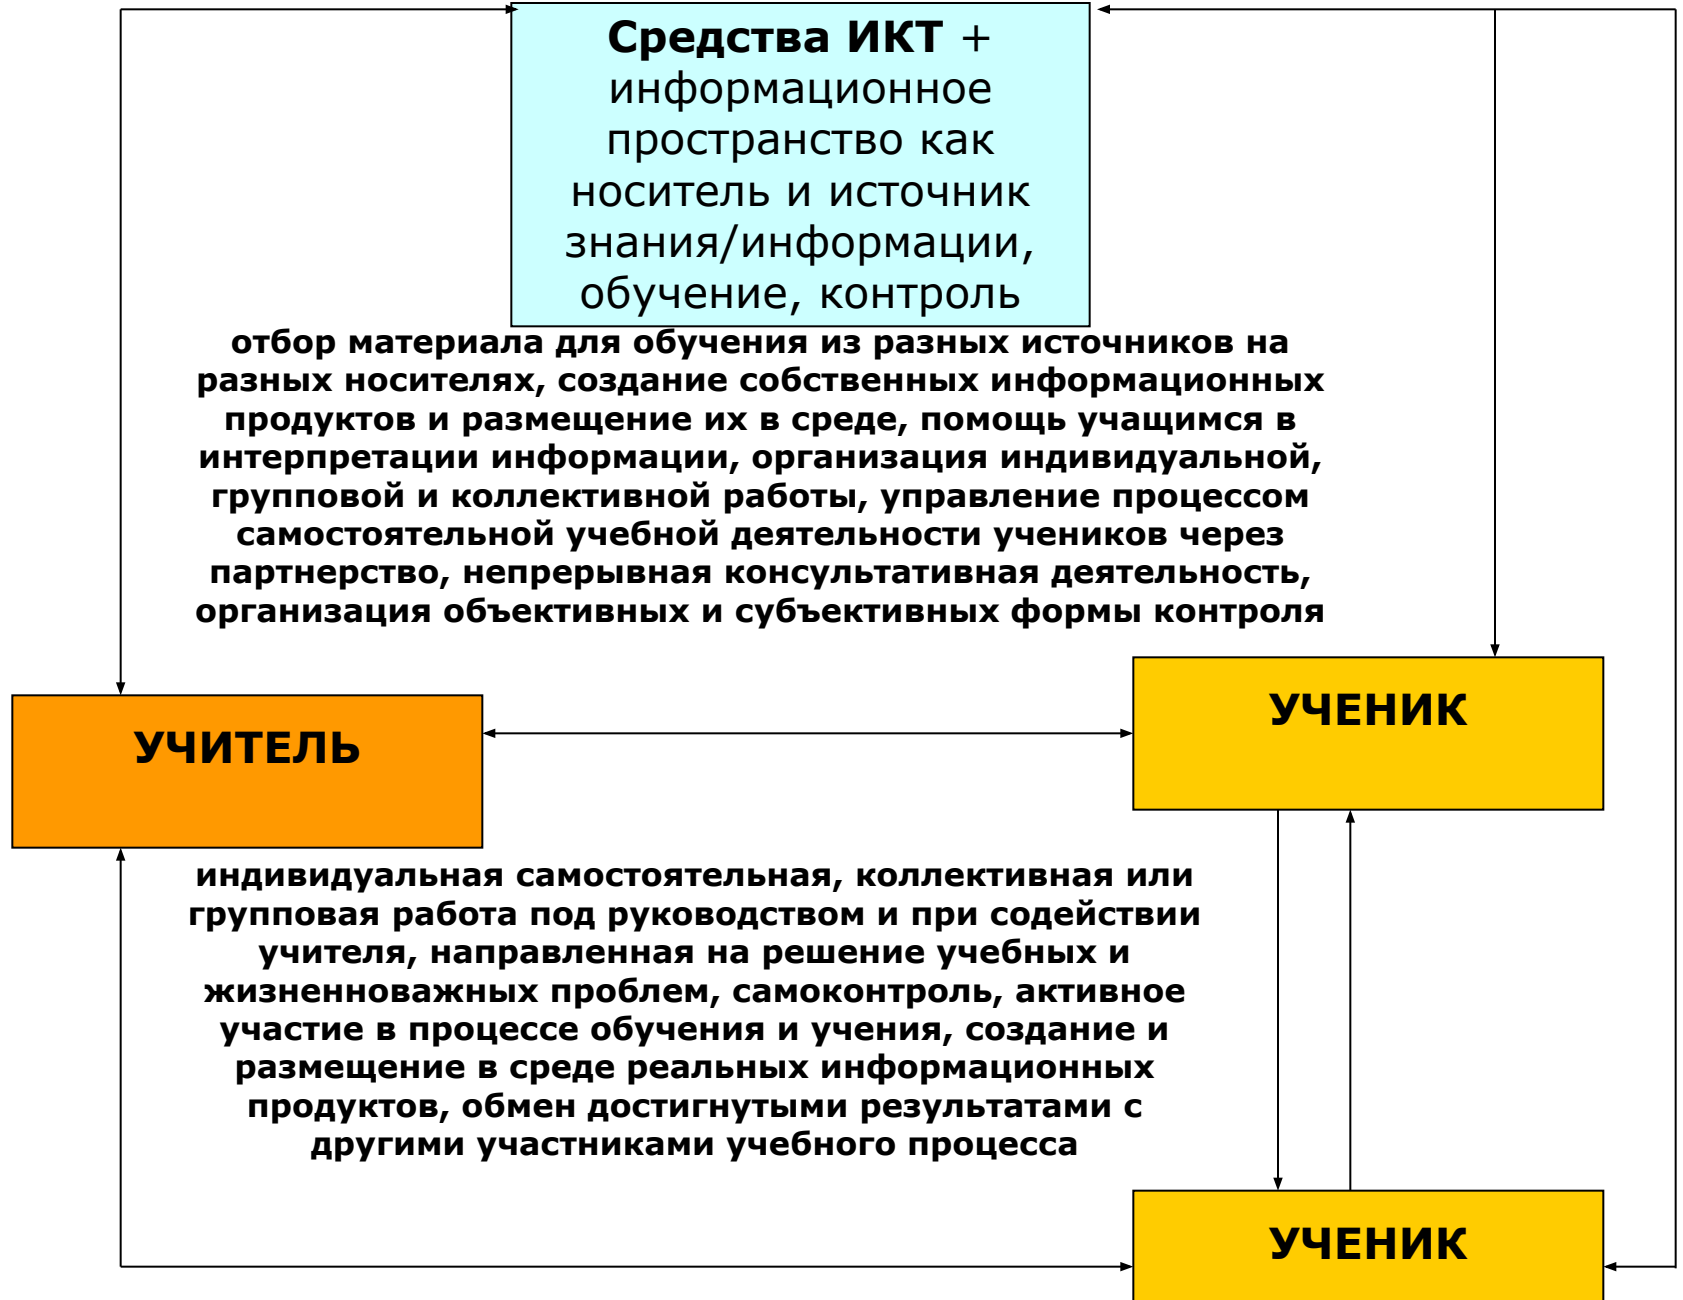 Средства ИКТ +
информационное
пространство как
носитель и источник
знания/информации,
обучение, контроль
отбор материала для обучения из разных источников на
разных носителях, создание собственных информационных
продуктов и размещение их в среде, помощь учащимся в
интерпретации информации, организация индивидуальной,
групповой и коллективной работы, управление процессом
самостоятельной учебной деятельности учеников через
партнерство, непрерывная консультативная деятельность,
организация объективных и субъективных формы контроля
УЧЕНИК
УЧИТЕЛЬ
индивидуальная самостоятельная, коллективная или
групповая работа под руководством и при содействии
учителя, направленная на решение учебных и
жизненноважных проблем, самоконтроль, активное
участие в процессе обучения и учения, создание и
размещение в среде реальных информационных
продуктов, обмен достигнутыми результатами с
другими участниками учебного процесса
УЧЕНИК